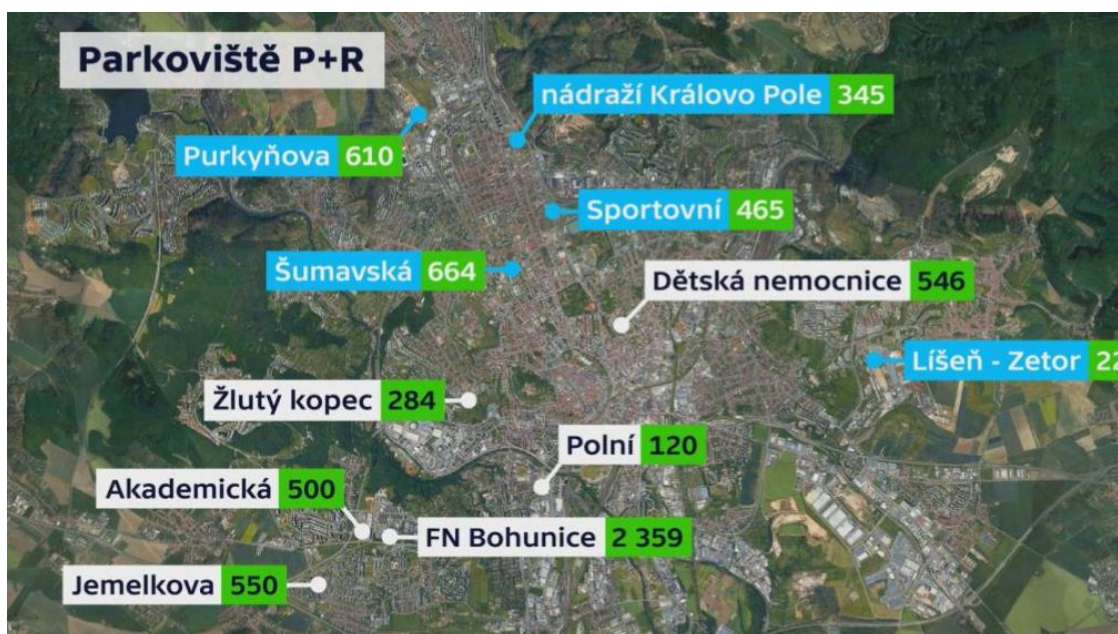 Parkoviště P+R
nádraží Královo Pole 345
Purkyňova 610
Sportovní 465
Šumavská 664
Dětská nemocnice 546
Líšeň - Zetor
Žlutý kopec 284
Polní 120
Akademická 500
FN Bohunice 2 359
Jemelkova 550